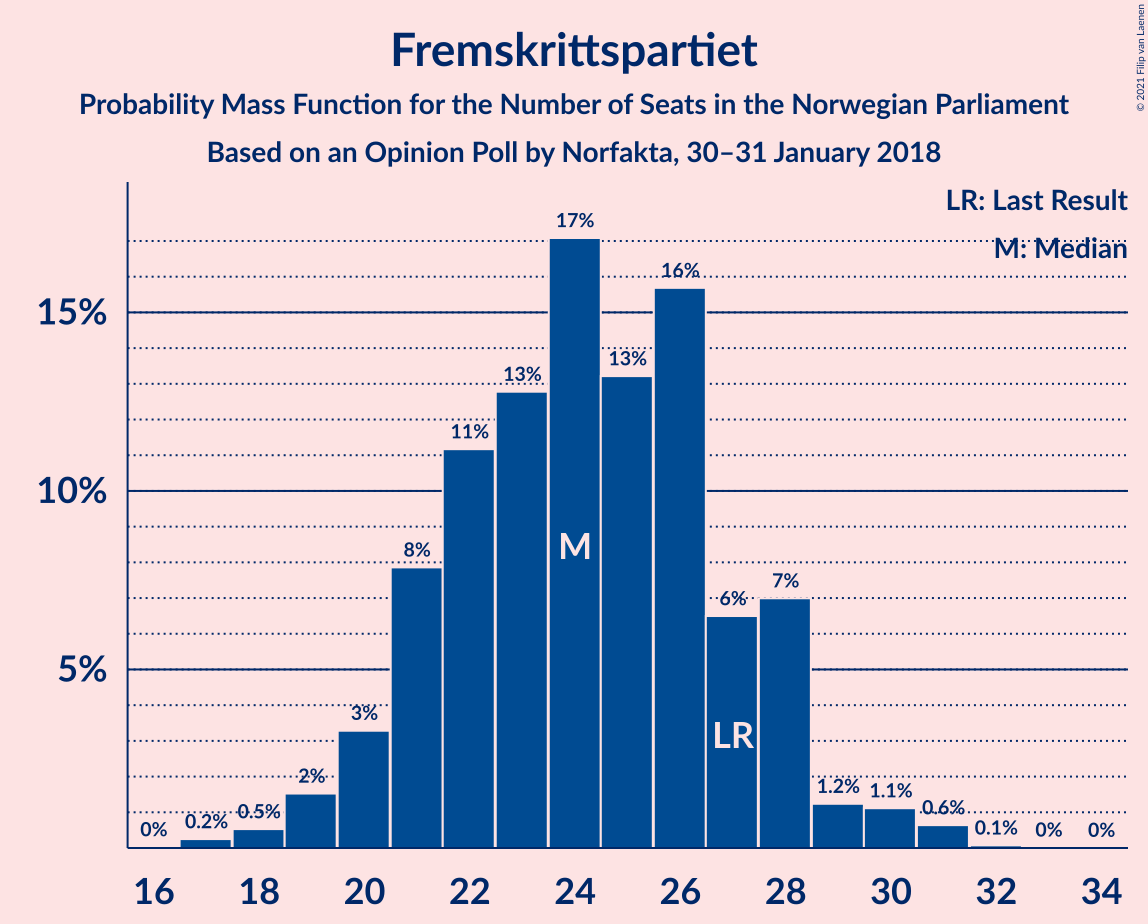 Fremskrittspartiet
Probability Mass Function for the Number of Seats in the Norwegian Parliament
Based on an Opinion Poll by Norfakta, 30–31 January 2018
© 2021 Filip van Laenen
LR: Last Result
M: Median
15%
10%
5%
0%
0.2%
0.5%
2%
3%
8%
11%
13%
17%
13%
16%
6%
7%
1.2%
1.1%
0.6%
0.1%
0%
0%
M
LR
16 18 20 22 24 26 28 30 32 34